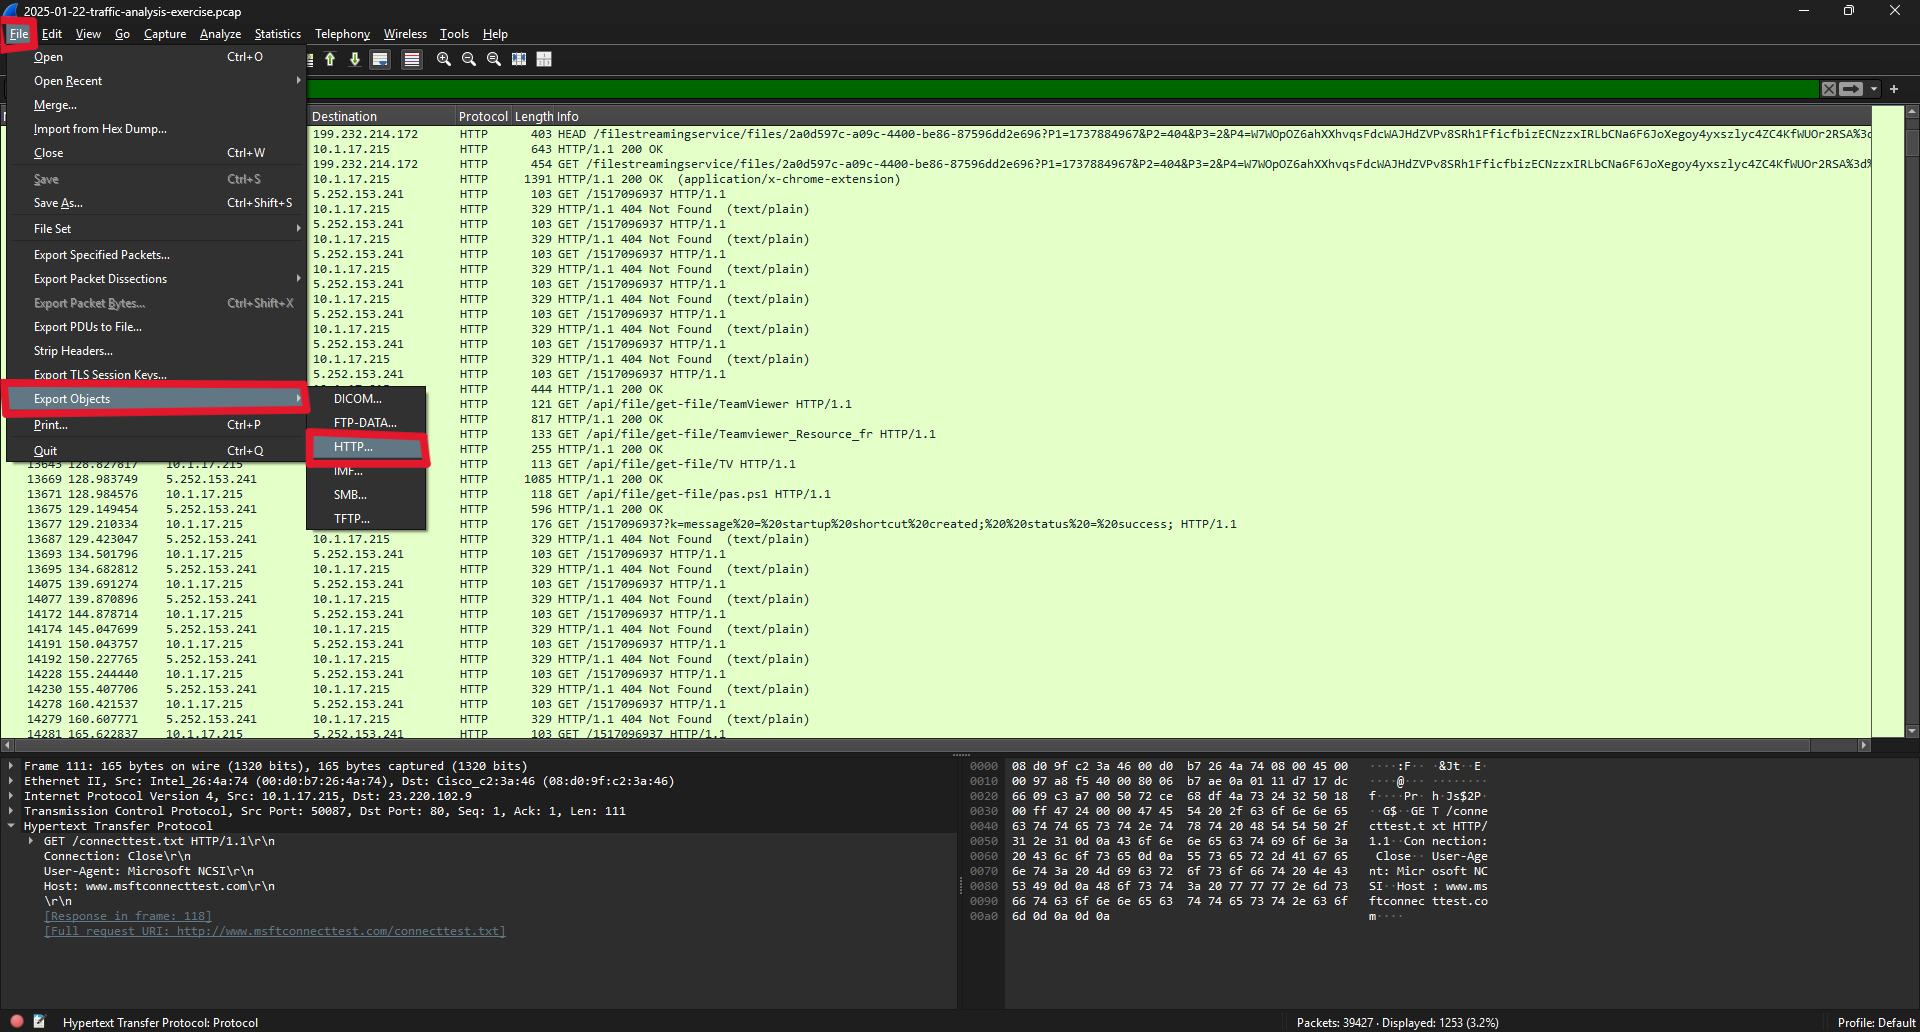 2025-01-22-traffic-analysis-exercise.pcap
File Edit View Go Capture Analyze Statistics Telephony Wireless Tools Help
Open Ctrl+O
Open Recent
Merge...
Import from Hex Dump...
Close Ctrl+W
Save Ctrl+S
Save As... Ctrl+Shift+S
File Set
Export Specified Packets...
Export Packet Dissections
Export Packet Bytes... Ctrl+Shift+X
Export PDUs to File...
Strip Headers...
Export TLS Session Keys...
Export Objects
Print... Ctrl+P
Quit Ctrl+Q
DICOM...
FTP-DATA...
HTTP...
IMF...
SMB...
TFTP...
Destination Protocol Length Info
199.232.214.172 HTTP 403 HEAD /filestreamingservice/files/2a0d597c-a09c-4400-be86-87596dd2e696?P1=1737884967&P2=404&P3=2&P4=W7WOpOZ6ahXXhvqsFdcWAJHdZVPv8SRh1FficfbizECNzzxIRLbCNa6F6JoXegoy4yxszlyc4ZC4KfWUOr2RSA%3d
10.1.17.215 HTTP 643 HTTP/1.1 200 OK
199.232.214.172 HTTP 454 GET /filestreamingservice/files/2a0d597c-a09c-4400-be86-87596dd2e696?P1=1737884967&P2=404&P3=2&P4=W7WOpOZ6ahXXhvqsFdcWAJHdZVPv8SRh1FficfbizECNzzxIRLbCNa6F6JoXegoy4yxszlyc4ZC4KfWUOr2RSA%3d%
10.1.17.215 HTTP 1391 HTTP/1.1 200 OK (application/x-chrome-extension)
5.252.153.241 HTTP 103 GET /1517096937 HTTP/1.1
10.1.17.215 HTTP 329 HTTP/1.1 404 Not Found (text/plain)
5.252.153.241 HTTP 103 GET /1517096937 HTTP/1.1
10.1.17.215 HTTP 329 HTTP/1.1 404 Not Found (text/plain)
5.252.153.241 HTTP 103 GET /1517096937 HTTP/1.1
10.1.17.215 HTTP 329 HTTP/1.1 404 Not Found (text/plain)
5.252.153.241 HTTP 103 GET /1517096937 HTTP/1.1
10.1.17.215 HTTP 329 HTTP/1.1 404 Not Found (text/plain)
5.252.153.241 HTTP 103 GET /1517096937 HTTP/1.1
10.1.17.215 HTTP 329 HTTP/1.1 404 Not Found (text/plain)
5.252.153.241 HTTP 103 GET /1517096937 HTTP/1.1
10.1.17.215 HTTP 329 HTTP/1.1 404 Not Found (text/plain)
5.252.153.241 HTTP 103 GET /1517096937 HTTP/1.1
HTTP 444 HTTP/1.1 200 OK
HTTP 121 GET /api/file/get-file/TeamViewer HTTP/1.1
HTTP 817 HTTP/1.1 200 OK
HTTP 133 GET /api/file/get-file/Teamviewer_Resource_fr HTTP/1.1
HTTP 255 HTTP/1.1 200 OK
13643 128.827817 10.1.17.215 HTTP 113 GET /api/file/get-file/TV HTTP/1.1
13669 128.983749 5.252.153.241 HTTP 1085 HTTP/1.1 200 OK
13671 128.984576 10.1.17.215 HTTP 118 GET /api/file/get-file/pas.ps1 HTTP/1.1
13675 129.149454 5.252.153.241 HTTP 596 HTTP/1.1 200 OK
13677 129.210334 10.1.17.215 HTTP 176 GET /1517096937?k=message%20=%20startup%20shortcut%20created;%20%20status%20=%20success; HTTP/1.1
13687 129.423047 5.252.153.241 10.1.17.215 HTTP 329 HTTP/1.1 404 Not Found (text/plain)
13693 134.501796 10.1.17.215 5.252.153.241 HTTP 103 GET /1517096937 HTTP/1.1
13695 134.682812 5.252.153.241 10.1.17.215 HTTP 329 HTTP/1.1 404 Not Found (text/plain)
14075 139.691274 10.1.17.215 5.252.153.241 HTTP 103 GET /1517096937 HTTP/1.1
14077 139.870896 5.252.153.241 10.1.17.215 HTTP 329 HTTP/1.1 404 Not Found (text/plain)
14172 144.878714 10.1.17.215 5.252.153.241 HTTP 103 GET /1517096937 HTTP/1.1
14174 145.047699 5.252.153.241 10.1.17.215 HTTP 329 HTTP/1.1 404 Not Found (text/plain)
14191 150.043757 10.1.17.215 5.252.153.241 HTTP 103 GET /1517096937 HTTP/1.1
14192 150.227765 5.252.153.241 10.1.17.215 HTTP 329 HTTP/1.1 404 Not Found (text/plain)
14228 155.244440 10.1.17.215 5.252.153.241 HTTP 103 GET /1517096937 HTTP/1.1
14230 155.407706 5.252.153.241 10.1.17.215 HTTP 329 HTTP/1.1 404 Not Found (text/plain)
14278 160.421537 10.1.17.215 5.252.153.241 HTTP 103 GET /1517096937 HTTP/1.1
14279 160.607771 5.252.153.241 10.1.17.215 HTTP 329 HTTP/1.1 404 Not Found (text/plain)
14281 165.622837 10.1.17.215 5.252.153.241 HTTP 103 GET /1517096937 HTTP/1.1
Frame 111: 165 bytes on wire (1320 bits), 165 bytes captured (1320 bits)
Ethernet II, Src: Intel_26:4a:74 (00:d0:b7:26:4a:74), Dst: Cisco_c2:3a:46 (08:d0:9f:c2:3a:46)
Internet Protocol Version 4, Src: 10.1.17.215, Dst: 23.220.102.9
Transmission Control Protocol, Src Port: 50087, Dst Port: 80, Seq: 1, Ack: 1, Len: 111
Hypertext Transfer Protocol
GET /connecttest.txt HTTP/1.1\r\n
Connection: Close\r\n
User-Agent: Microsoft NCSI\r\n
Host: www.msftconnecttest.com\r\n
\r\n
[Response in frame: 118]
[Full request URI: http://www.msftconnecttest.com/connecttest.txt]
0000 08 d0 9f c2 3a 46 00 d0 b7 26 4a 74 08 00 45 00 ····:F·· ·&Jt··E·
0010 00 97 a8 f5 40 00 80 06 b7 ae 0a 01 11 d7 17 dc ····@··· ········
0020 66 09 c3 a7 00 50 72 ce 68 df 4a 73 24 32 50 18 f····Pr· h·Js$2P·
0030 00 ff 47 24 00 00 47 45 54 20 2f 63 6f 6e 6e 65 ··G$··GE T /conne
0040 63 74 74 65 73 74 2e 74 78 74 20 48 54 54 50 2f cttest.t xt HTTP/
0050 31 2e 31 0d 0a 43 6f 6e 6e 65 63 74 69 6f 6e 3a 1.1··Con nection:
0060 20 43 6c 6f 73 65 0d 0a 55 73 65 72 2d 41 67 65 Close·· User-Age
0070 6e 74 3a 20 4d 69 63 72 6f 73 6f 66 74 20 4e 43 nt: Micr osoft NC
0080 53 49 0d 0a 48 6f 73 74 3a 20 77 77 77 2e 6d 73 SI··Host : www.ms
0090 66 74 63 6f 6e 6e 65 63 74 74 65 73 74 2e 63 6f ftconnec ttest.co
00a0 6d 0d 0a 0d 0a m····
Hypertext Transfer Protocol: Protocol Packets: 39427 · Displayed: 1253 (3.2%) Profile: Default